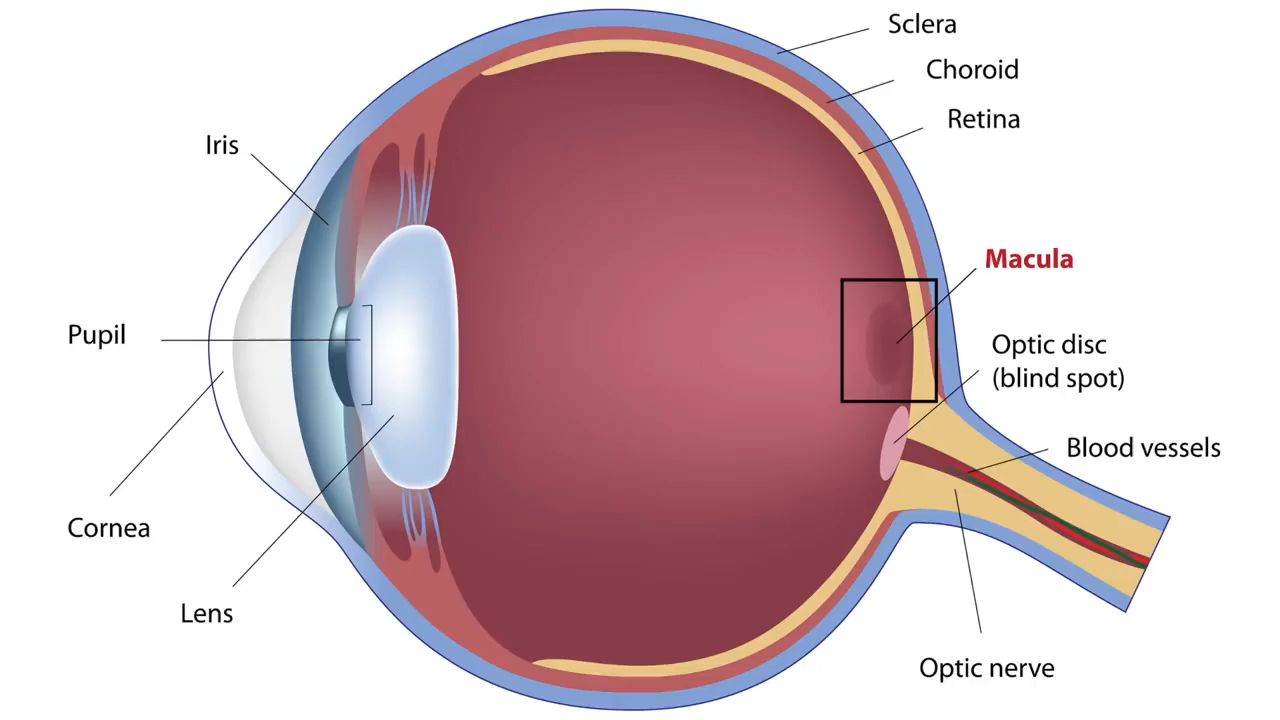 Sclera
Choroid
Retina
Iris
Macula
Pupil
Optic disc
(blind spot)
Blood vessels
Cornea
Lens
Optic nerve